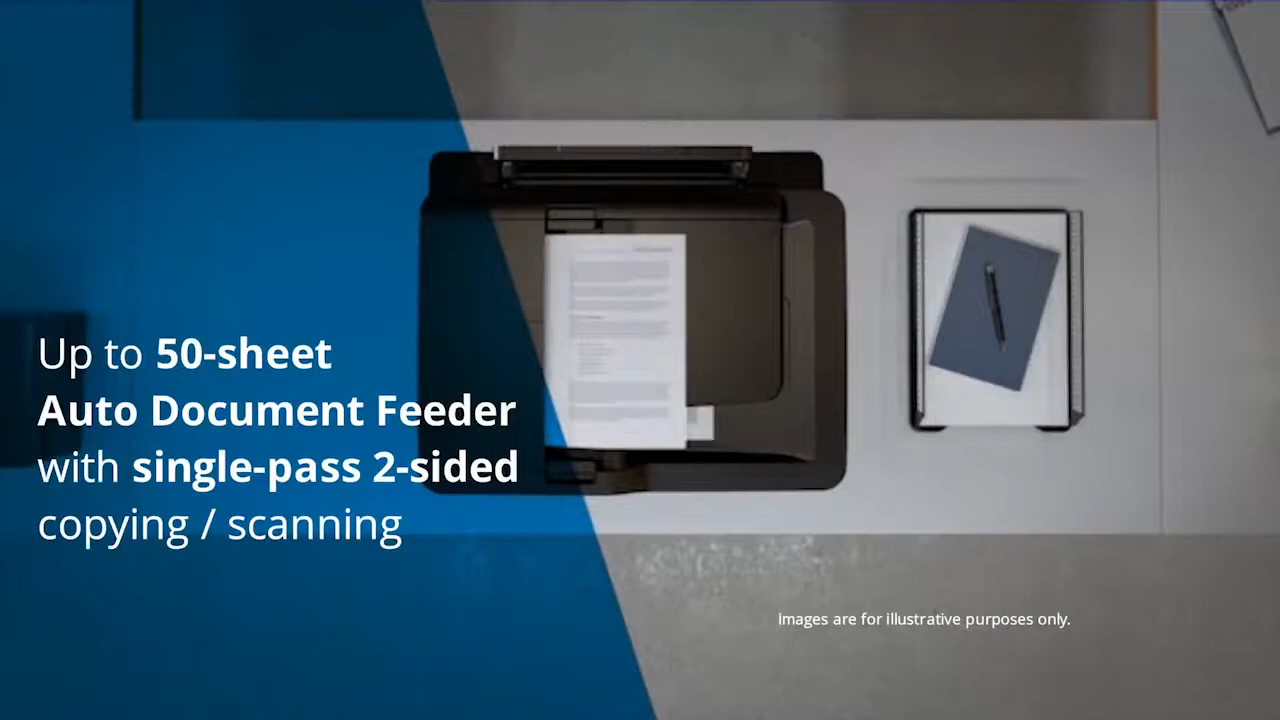 Up to 50-sheet
Auto Document Feeder
with single-pass 2-sided
copying / scanning
Images are for illustrative purposes only.